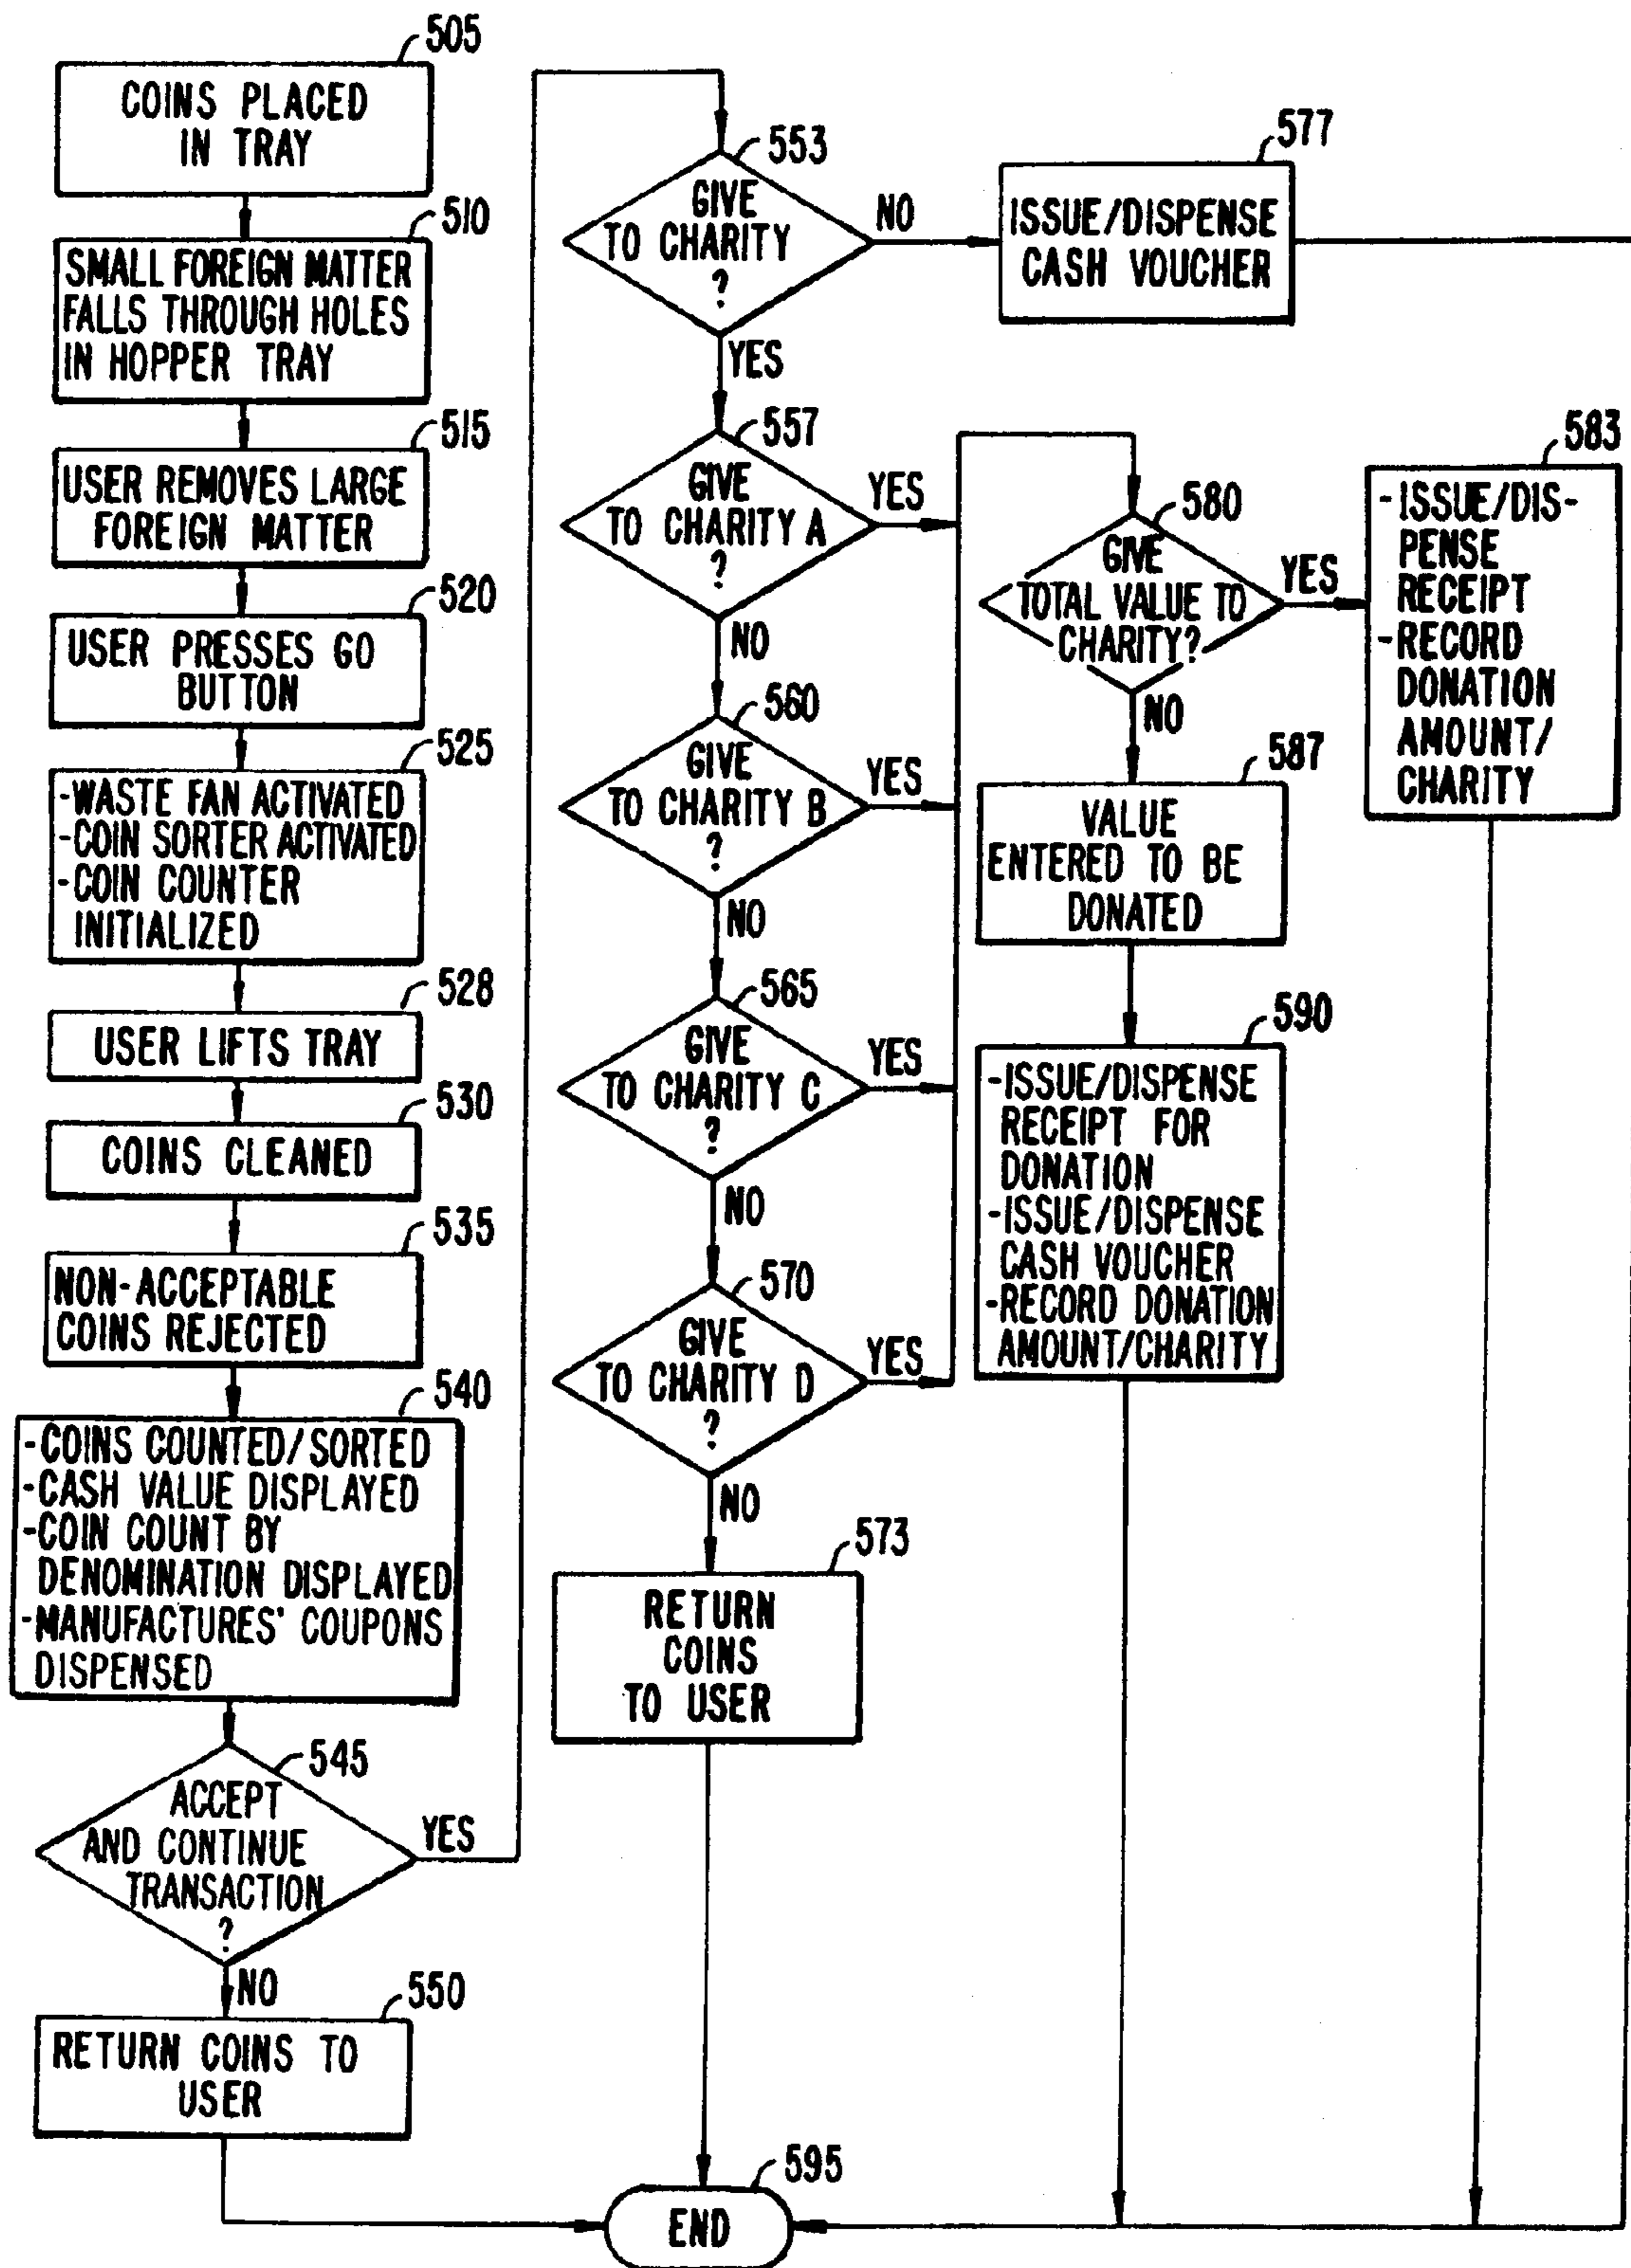 505
COINS PLACED
IN TRAY
510
SMALL FOREIGN MATTER
FALLS THROUGH HOLES
IN HOPPER TRAY
515
USER REMOVES LARGE
FOREIGN MATTER
520
USER PRESSES GO
BUTTON
525
-WASTE FAN ACTIVATED
-COIN SORTER ACTIVATED
-COIN COUNTER
INITIALIZED
528
USER LIFTS TRAY
530
COINS CLEANED
535
NON-ACCEPTABLE
COINS REJECTED
540
-COINS COUNTED/SORTED
-CASH VALUE DISPLAYED
-COIN COUNT BY
DENOMINATION DISPLAYED
-MANUFACTURES' COUPONS
DISPENSED
545
ACCEPT
AND CONTINUE
TRANSACTION
?
YES
NO
550
RETURN COINS TO
USER
553
GIVE
TO CHARITY
?
NO
YES
557
GIVE
TO CHARITY A
?
YES
NO
560
GIVE
TO CHARITY B
?
YES
NO
565
GIVE
TO CHARITY C
?
YES
NO
570
GIVE
TO CHARITY D
?
YES
NO
573
RETURN
COINS
TO USER
577
ISSUE/DISPENSE
CASH VOUCHER
580
GIVE
TOTAL VALUE TO
CHARITY?
YES
NO
583
-ISSUE/DIS-
PENSE
RECEIPT
-RECORD
DONATION
AMOUNT/
CHARITY
587
VALUE
ENTERED TO BE
DONATED
590
-ISSUE/DISPENSE
RECEIPT FOR
DONATION
-ISSUE/DISPENSE
CASH VOUCHER
-RECORD DONATION
AMOUNT/CHARITY
595
END